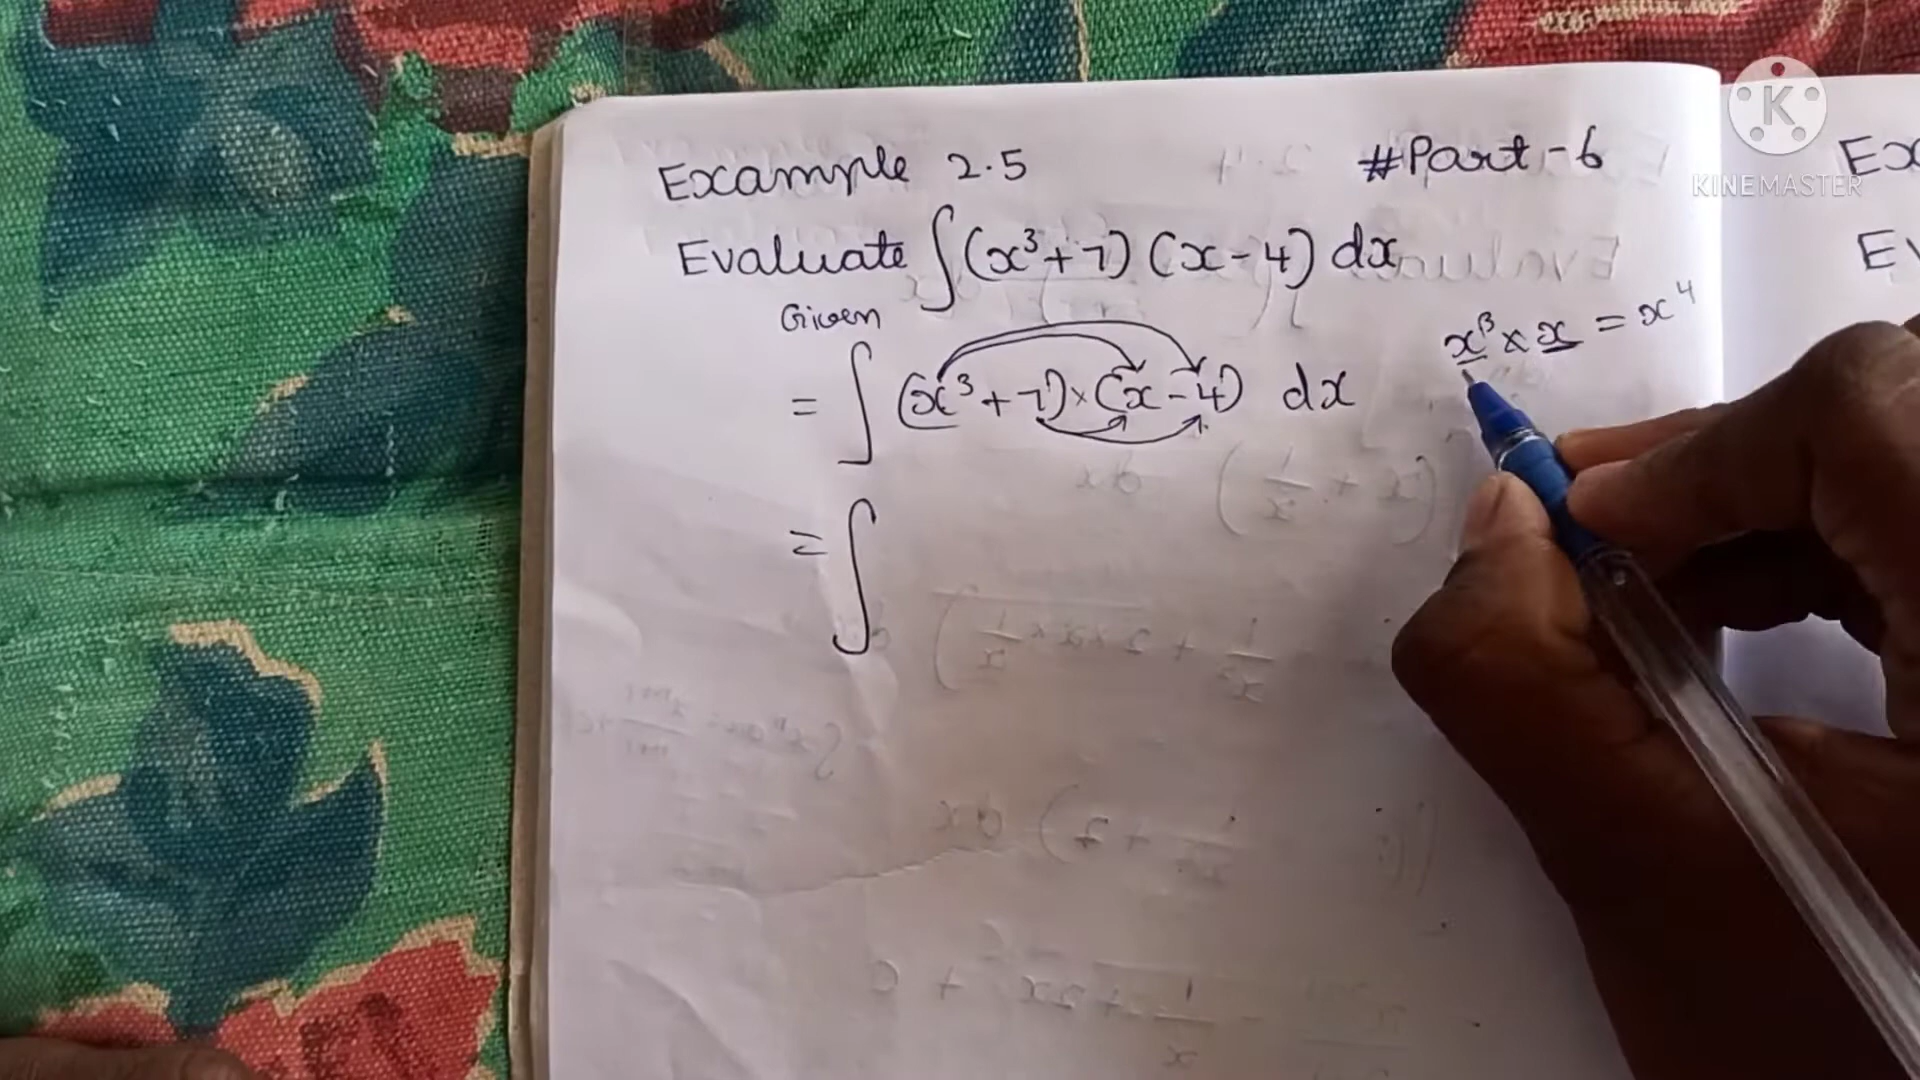 Example 2.5 #Part-6
Evaluate ∫(x³+7)(x-4) dx
Given
x³ × x = x⁴
= ∫ (x³+7)×(x-4) dx
= ∫
K
KINEMASTER
Ex
Ev